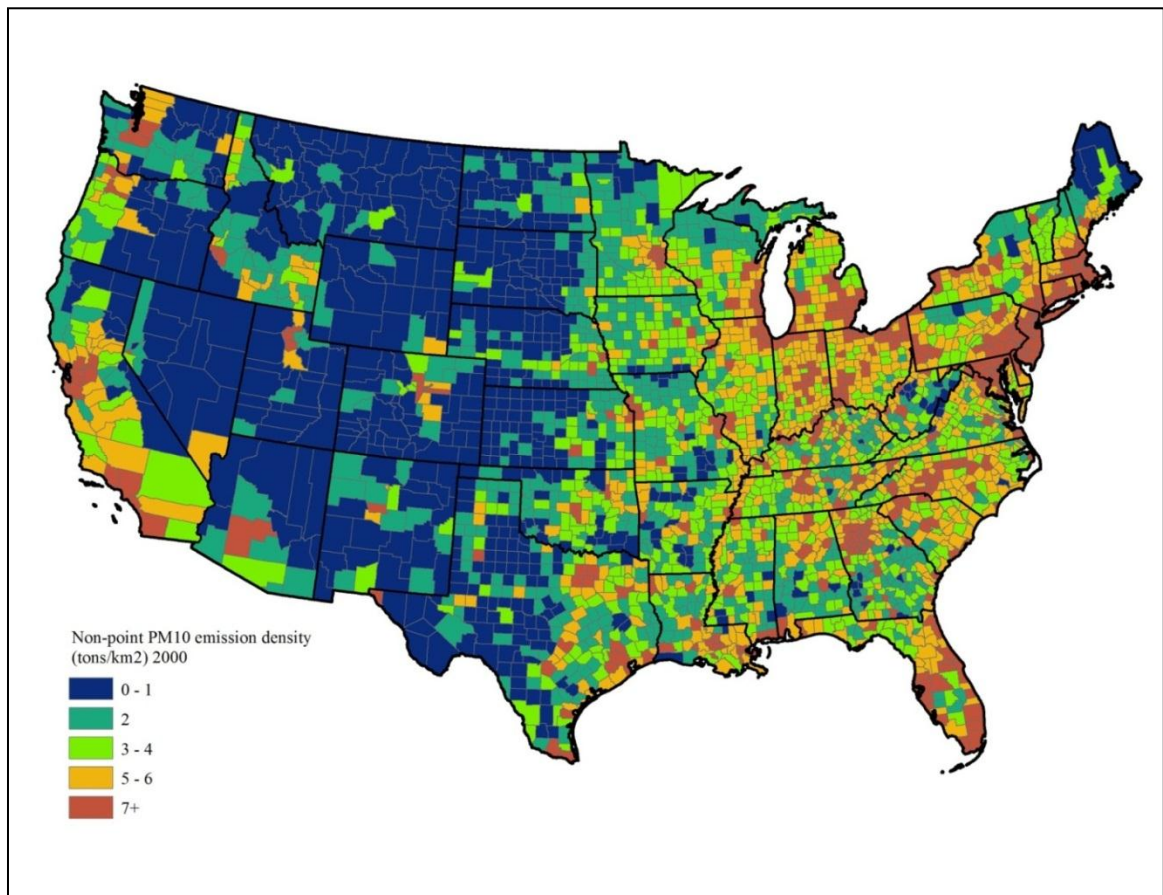 Non-point PM10 emission density
(tons/km2) 2000
0 - 1
2
3 - 4
5 - 6
7+